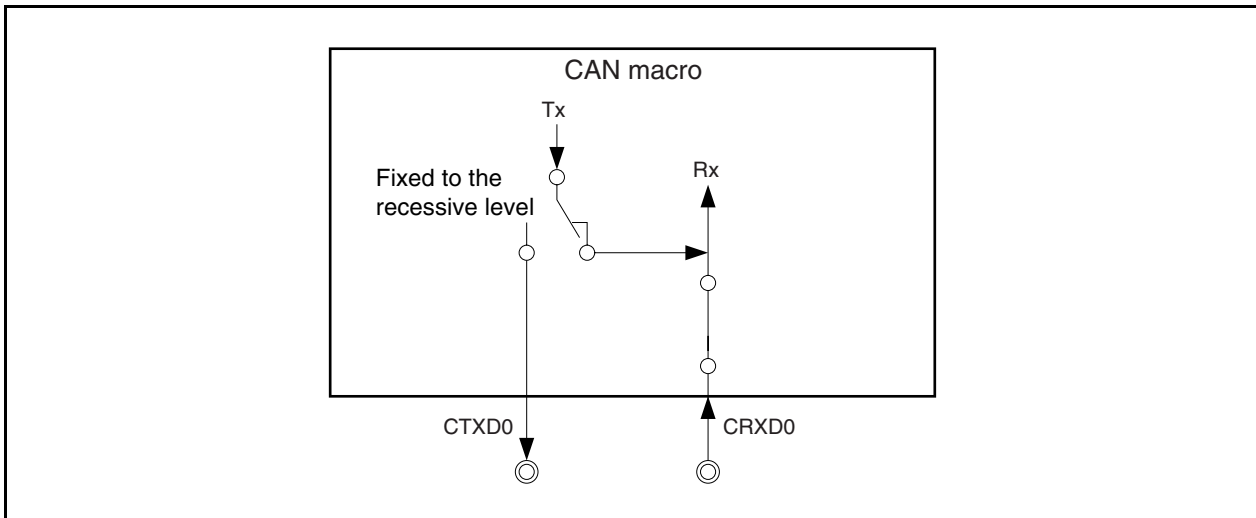 CAN macro
Tx
Rx
Fixed to the
recessive level
CTXD0
CRXD0